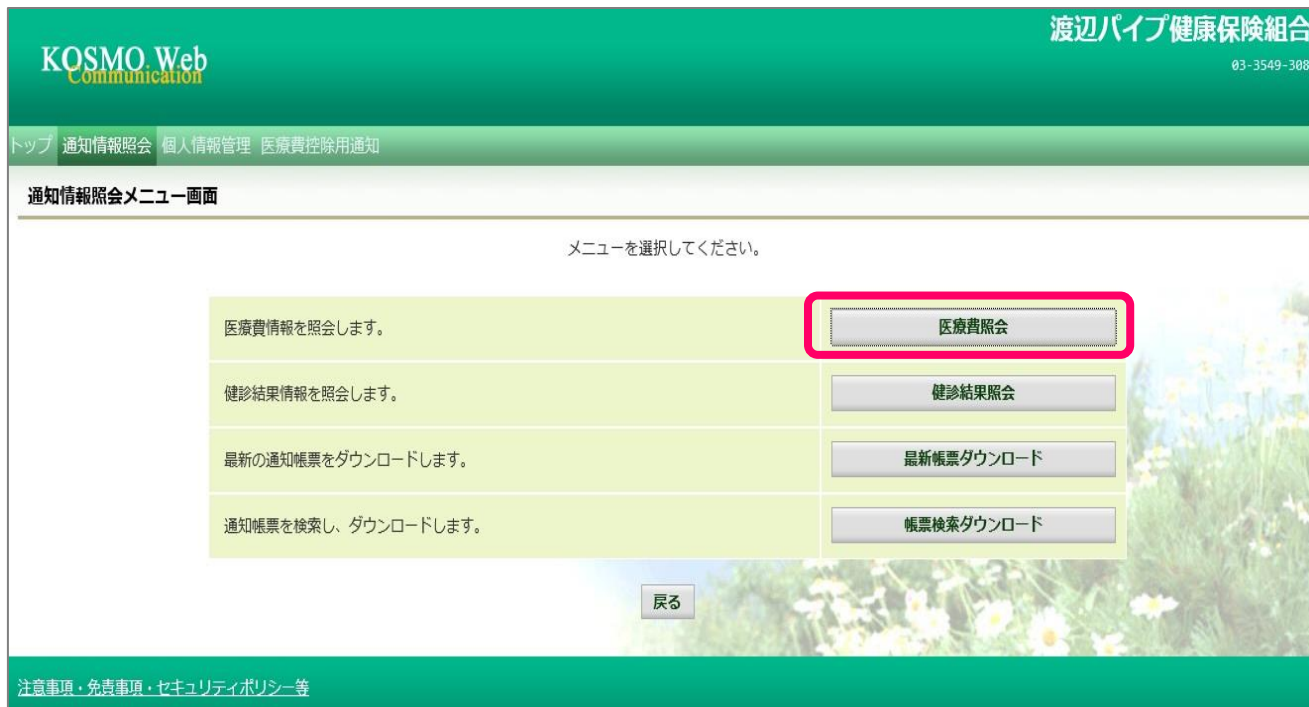 渡辺パイプ健康保険組合
KOSMO Web
Communication
03-3549-308
トップ 通知情報照会 個人情報管理 医療費控除用通知
通知情報照会メニュー画面
メニューを選択してください。
医療費情報を照会します。 医療費照会
健診結果情報を照会します。 健診結果照会
最新の通知帳票をダウンロードします。 最新帳票ダウンロード
通知帳票を検索し、ダウンロードします。 帳票検索ダウンロード
戻る
注意事項・免責事項・セキュリティポリシー等